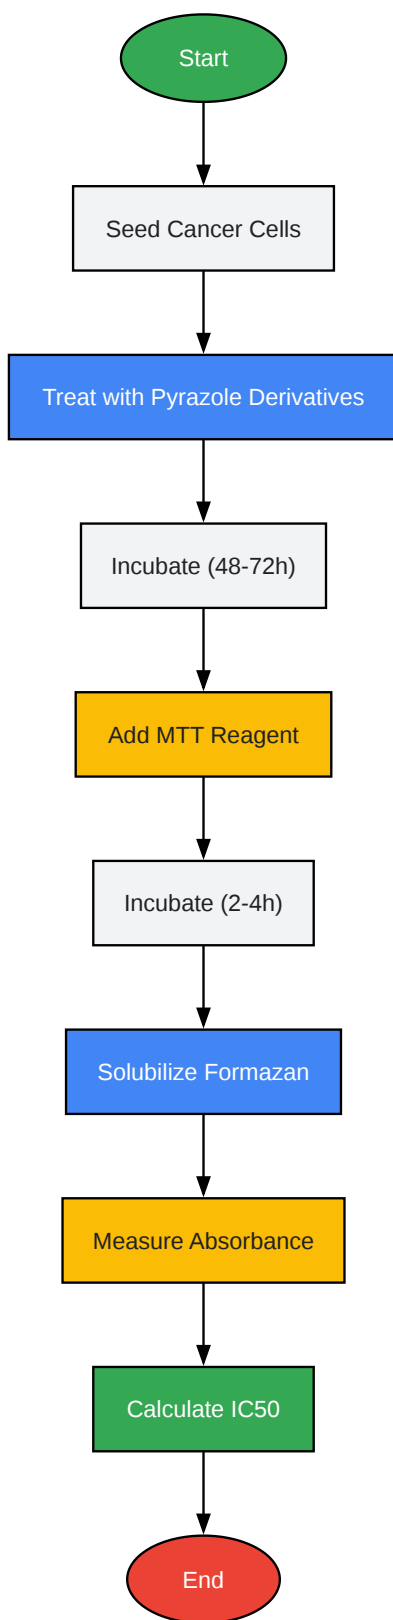 Start
Seed Cancer Cells
Treat with Pyrazole Derivatives
Incubate (48-72h)
Add MTT Reagent
Incubate (2-4h)
Solubilize Formazan
Measure Absorbance
Calculate IC50
End